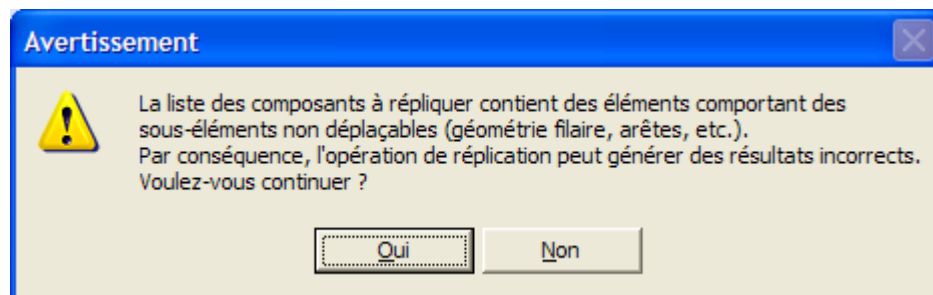 Avertissement
La liste des composants à répliquer contient des éléments comportant des
sous-éléments non déplaçables (géométrie filaire, arêtes, etc.).
Par conséquence, l'opération de réplication peut générer des résultats incorrects.
Voulez-vous continuer ?
Oui Non